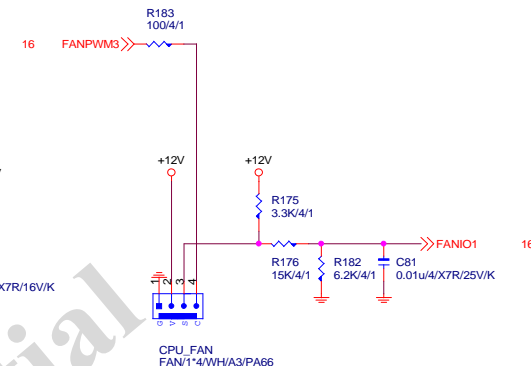 R183
100/4/1
16 FANPWM3
+12V +12V
R175
3.3K/4/1
FANIO1 16
R176
15K/4/1
R182
6.2K/4/1
C81
0.01u/4/X7R/25V/K
X7R/16V/K
1 2 3 4
G V S C
CPU_FAN
FAN/1*4/WH/A3/PA66